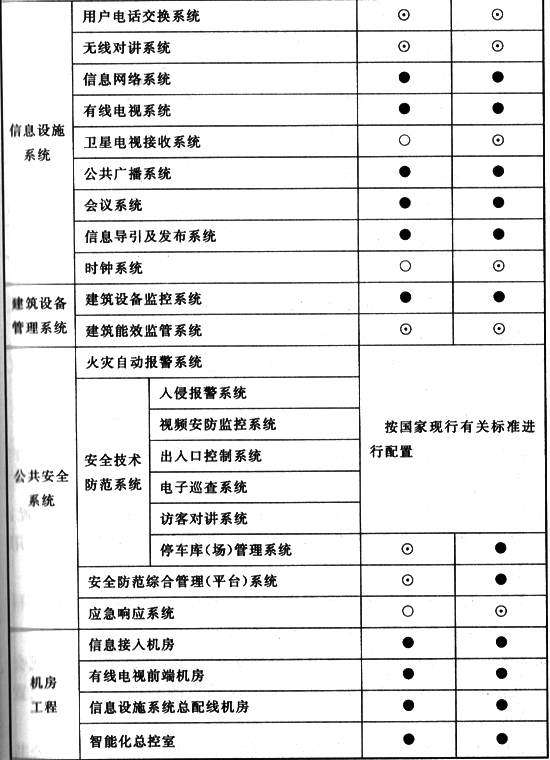 信息设施
系统
用户电话交换系统 ⊙ ⊙
无线对讲系统 ⊙ ⊙
信息网络系统 ● ●
有线电视系统 ● ●
卫星电视接收系统 ○ ⊙
公共广播系统 ● ●
会议系统 ● ●
信息导引及发布系统 ● ●
时钟系统 ○ ⊙
建筑设备
管理系统
建筑设备监控系统 ● ●
建筑能效监管系统 ⊙ ⊙
公共安全
系统
火灾自动报警系统
安全技术
防范系统
入侵报警系统
视频安防监控系统
出入口控制系统
电子巡查系统
访客对讲系统
按国家现行有关标准进
行配置
停车库(场)管理系统 ⊙ ●
安全防范综合管理(平台)系统 ⊙ ●
应急响应系统 ○ ⊙
机房
工程
信息接入机房 ● ●
有线电视前端机房 ● ●
信息设施系统总配线机房 ● ●
智能化总控室 ● ●